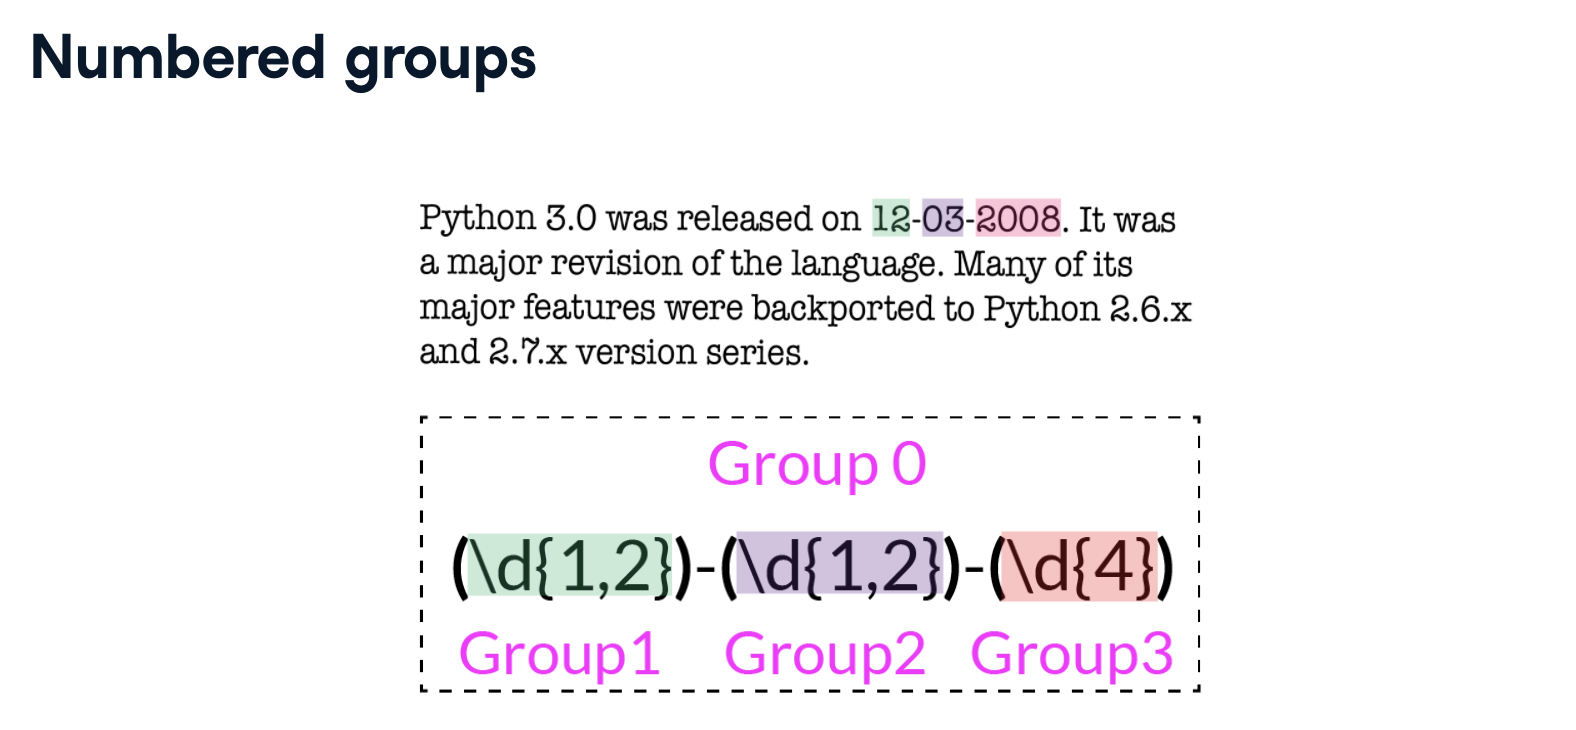 Numbered groups
Python 3.0 was released on 12-03-2008. It was
a major revision of the language. Many of its
major features were backported to Python 2.6.x
and 2.7.x version series.
Group 0
(\d{1,2})-(\d{1,2})-(\d{4})
Group1 Group2 Group3